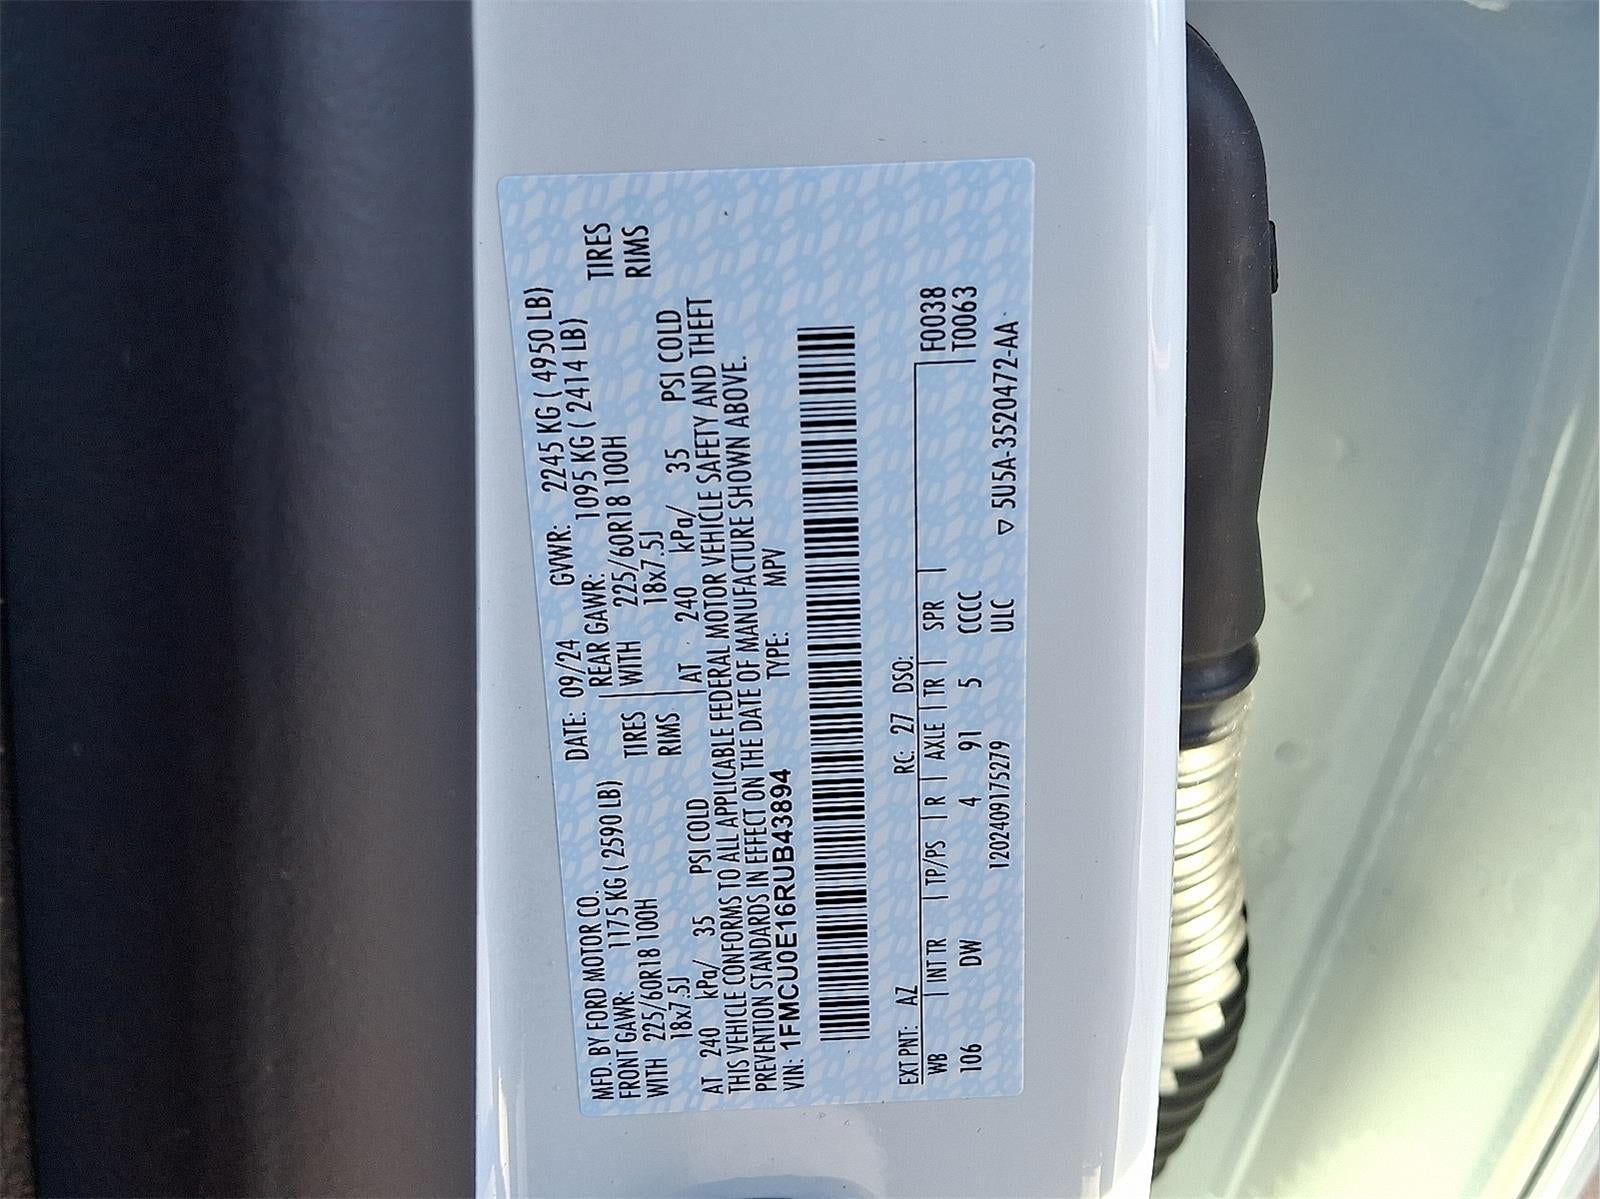 MFD. BY FORD MOTOR CO.
DATE: 09/24 GVWR: 2245 KG ( 4950 LB)
FRONT GAWR: 1175 KG ( 2590 LB) REAR GAWR: 1095 KG ( 2414 LB)
WITH 225/60R18 100H TIRES WITH 225/60R18 100H TIRES
18x7.5J RIMS 18x7.5J RIMS
AT 240 kPa/ 35 PSI COLD AT 240 kPa/ 35 PSI COLD
THIS VEHICLE CONFORMS TO ALL APPLICABLE FEDERAL MOTOR VEHICLE SAFETY AND THEFT
PREVENTION STANDARDS IN EFFECT ON THE DATE OF MANUFACTURE SHOWN ABOVE.
VIN: 1FMCU0E16RUB43894 TYPE: MPV
EXT PNT: AZ RC: 27 DSO:
WB | INT TR | TP/PS | R | AXLE | TR | SPR | F0038
106 DW 4 91 5 CCCC | T0063
1202409175279 ULC ▽ 5U5A-3520472-AA